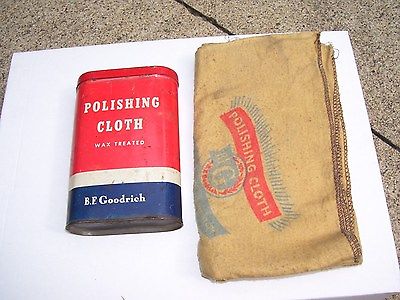 POLISHING
CLOTH
WAX TREATED
B.F. Goodrich
POLISHING CLOTH